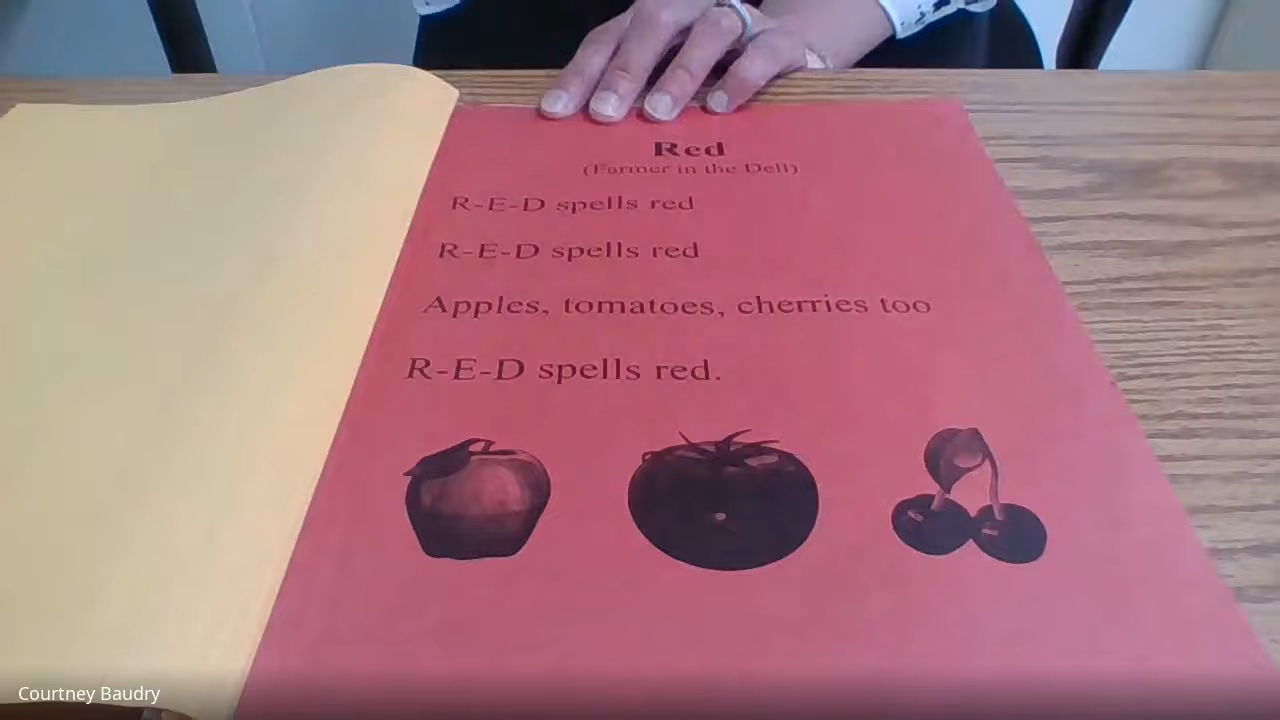 Red
(Farmer in the Dell)
R-E-D spells red
R-E-D spells red
Apples, tomatoes, cherries too
R-E-D spells red.
Courtney Baudry